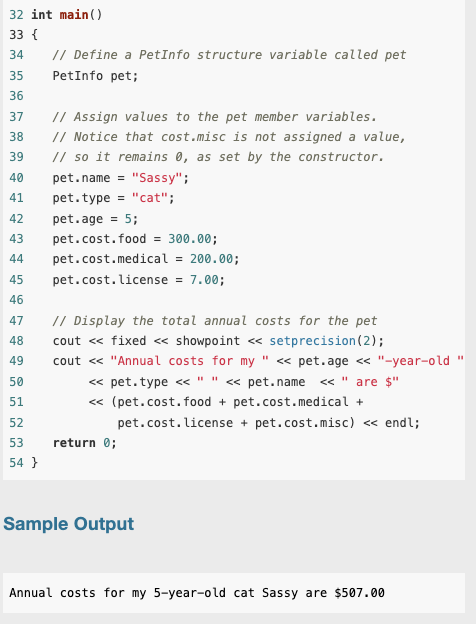 32 int main()
33 {
34    // Define a PetInfo structure variable called pet
35    PetInfo pet;
36
37    // Assign values to the pet member variables.
38    // Notice that cost.misc is not assigned a value,
39    // so it remains 0, as set by the constructor.
40    pet.name = "Sassy";
41    pet.type = "cat";
42    pet.age = 5;
43    pet.cost.food = 300.00;
44    pet.cost.medical = 200.00;
45    pet.cost.license = 7.00;
46
47    // Display the total annual costs for the pet
48    cout << fixed << showpoint << setprecision(2);
49    cout << "Annual costs for my " << pet.age << "-year-old "
50         << pet.type << " " << pet.name  << " are $"
51         << (pet.cost.food + pet.cost.medical +
52             pet.cost.license + pet.cost.misc) << endl;
53    return 0;
54 }
Sample Output
Annual costs for my 5-year-old cat Sassy are $507.00